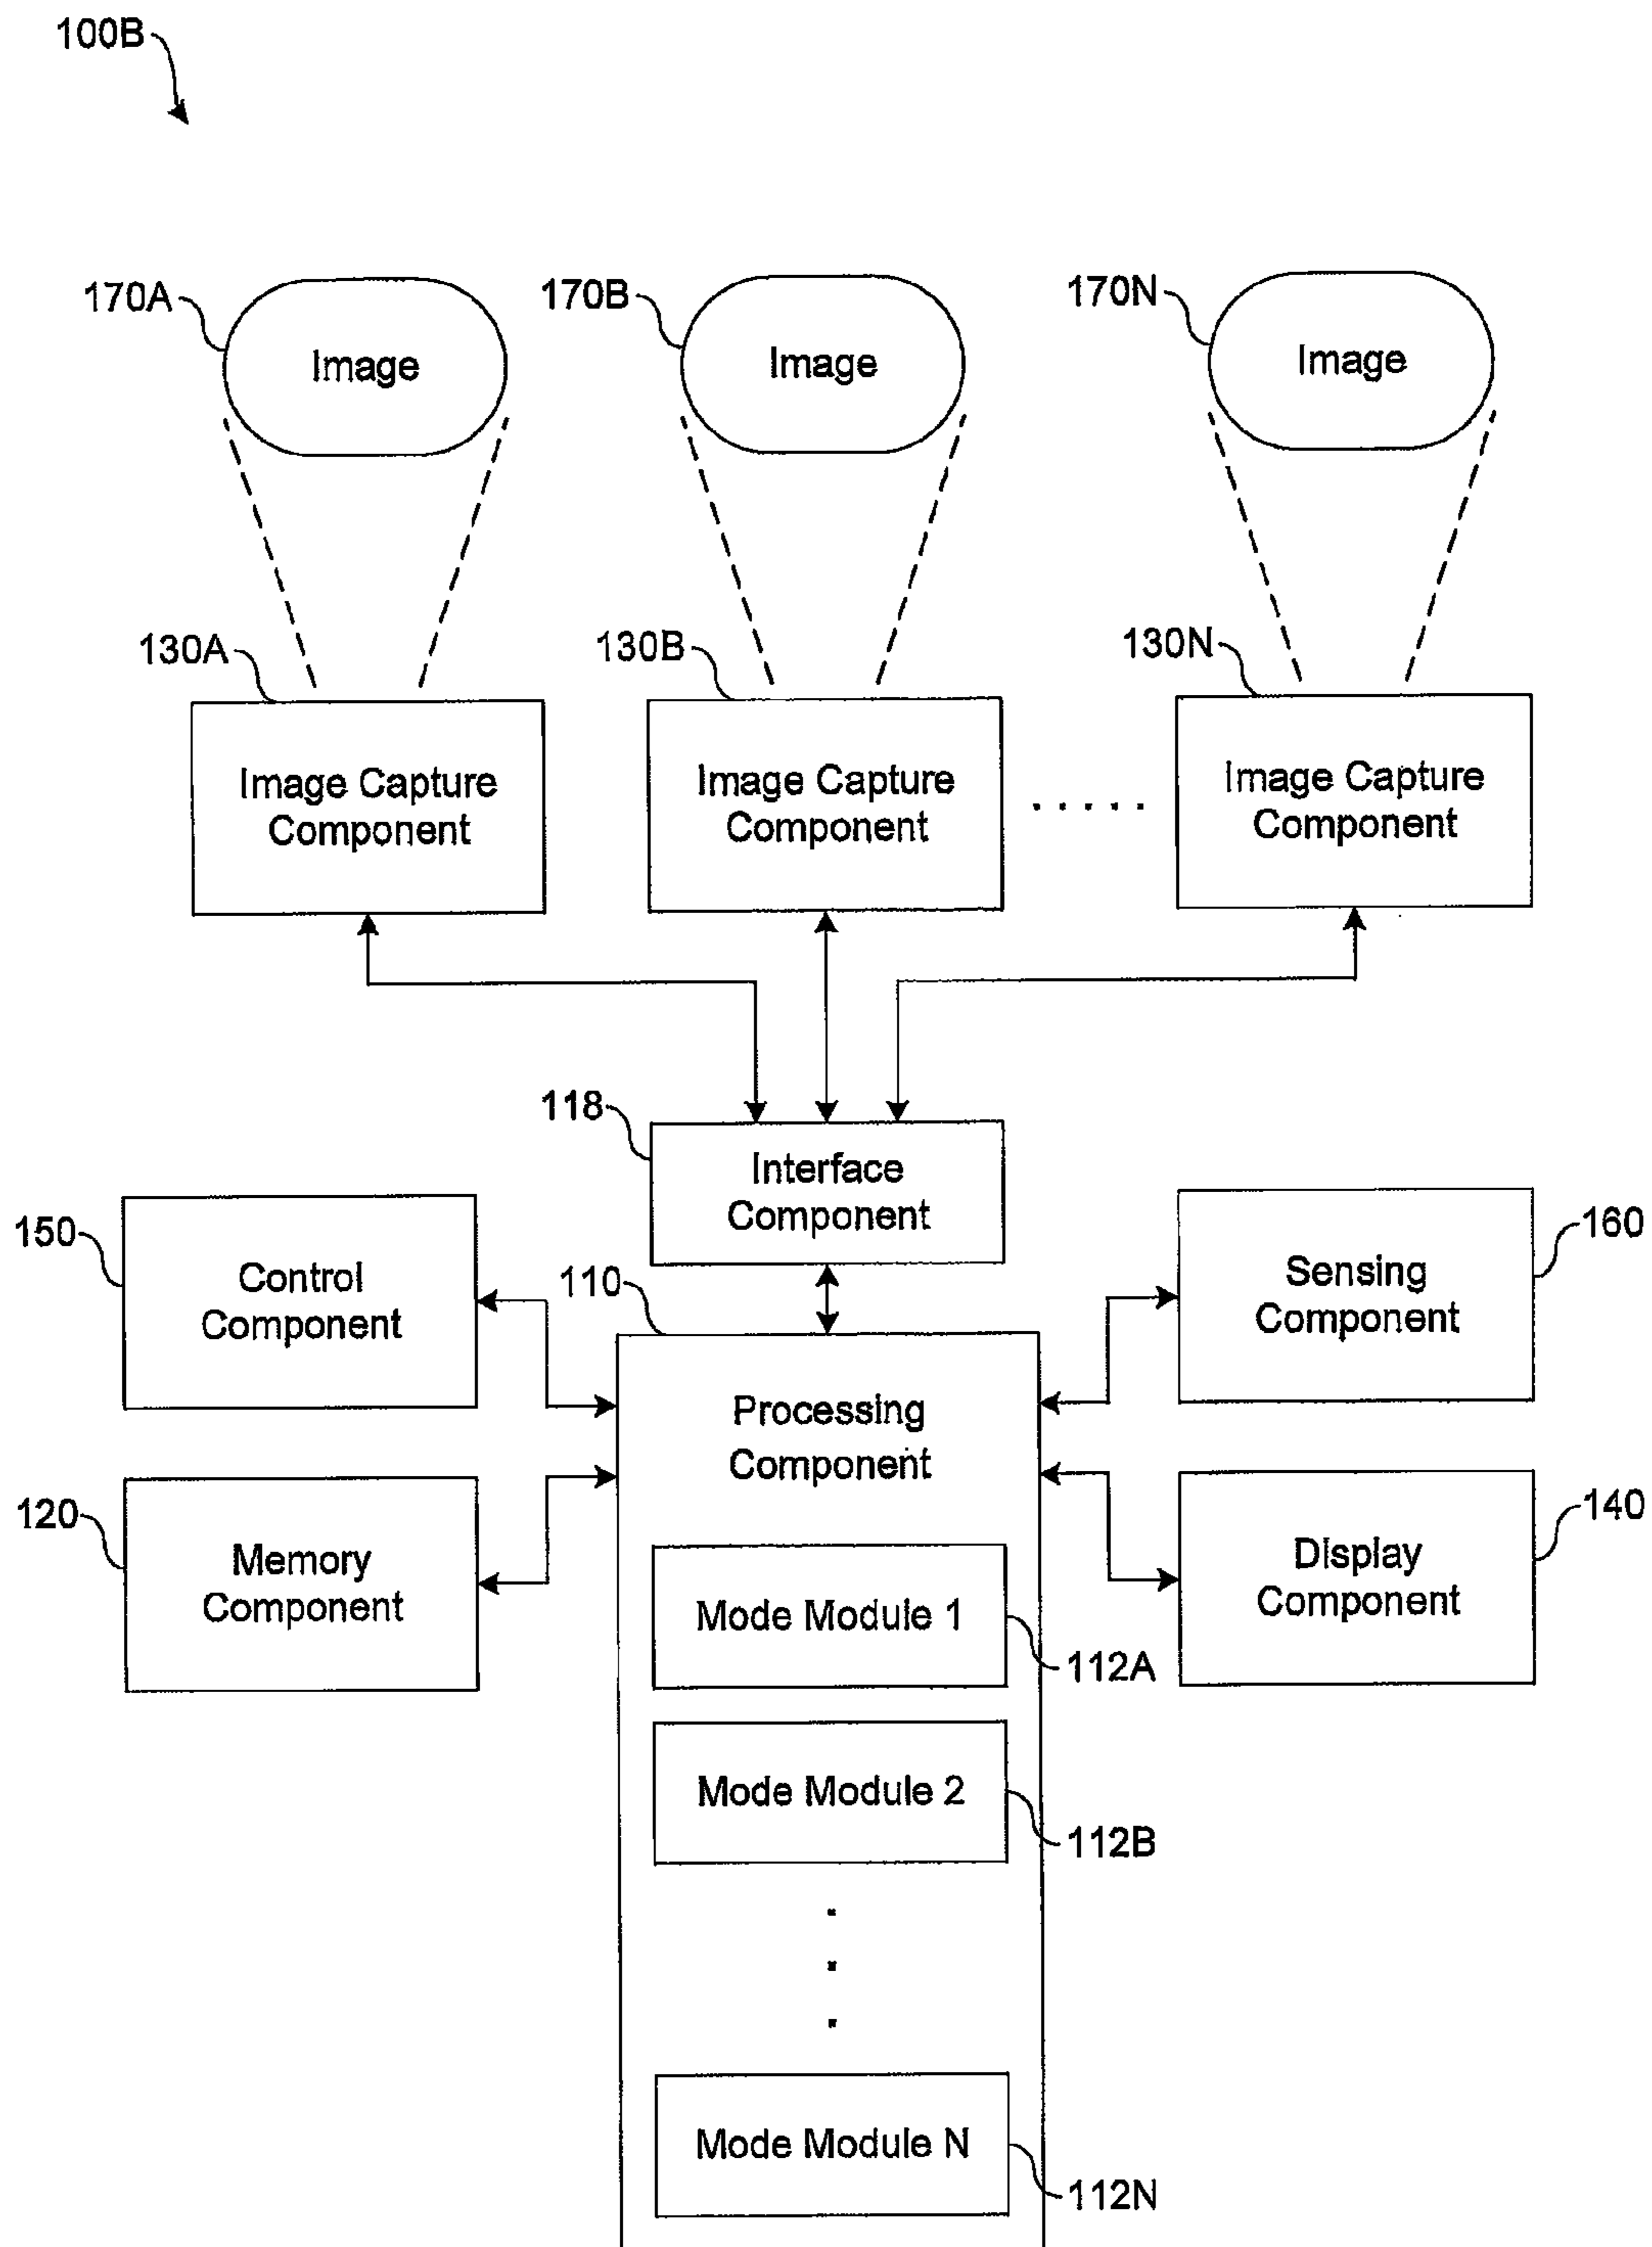 100B
170A
170B
170N
Image
Image
Image
130A
130B
130N
Image Capture
Component
Image Capture
Component
.....
Image Capture
Component
118
Interface
Component
150
Control
Component
110
160
Sensing
Component
Processing
Component
120
Memory
Component
140
Display
Component
Mode Module 1
112A
Mode Module 2
112B
Mode Module N
112N